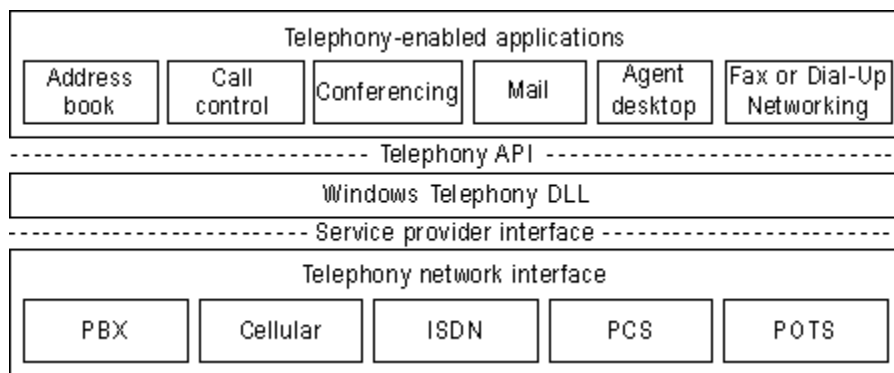 Telephony-enabled applications
Address book
Call control
Conferencing
Mail
Agent desktop
Fax or Dial-Up Networking
Telephony API
Windows Telephony DLL
Service provider interface
Telephony network interface
PBX
Cellular
ISDN
PCS
POTS